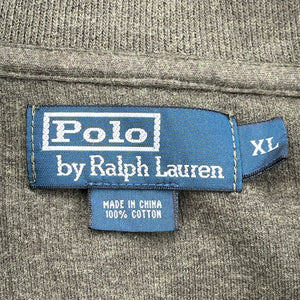 Polo
by Ralph Lauren
XL
MADE IN CHINA
100% COTTON